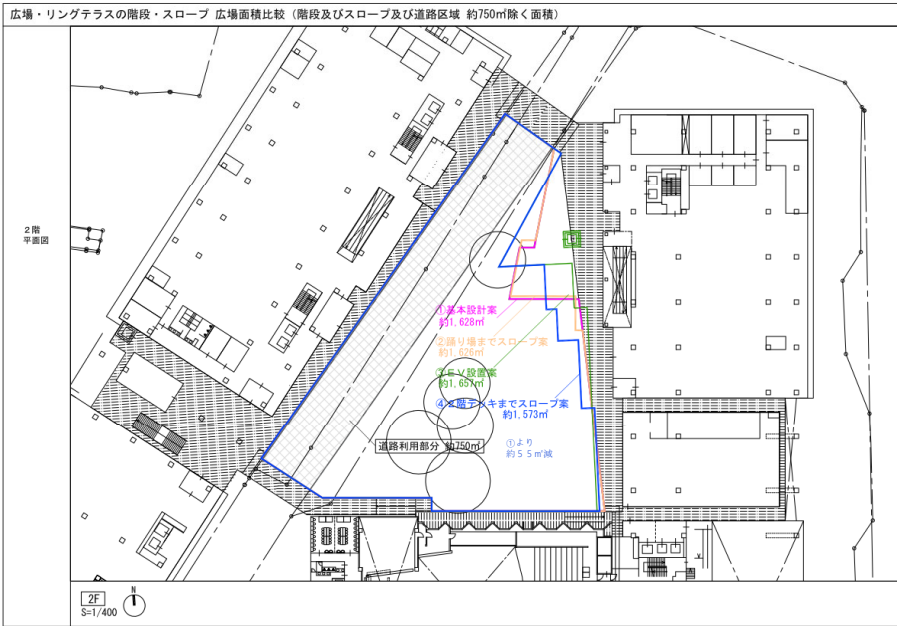 広場・リングテラスの階段・スロープ 広場面積比較（階段及びスロープ及び道路区域 約750㎡除く面積）
2階
平面図
①基本設計案
約1,628㎡
②踊り場までスロープ案
約1,626㎡
③EV設置案
約1,657㎡
④2階デッキまでスロープ案
約1,573㎡
道路利用部分 約750㎡
①より
約55㎡減
2F
S=1/400
N